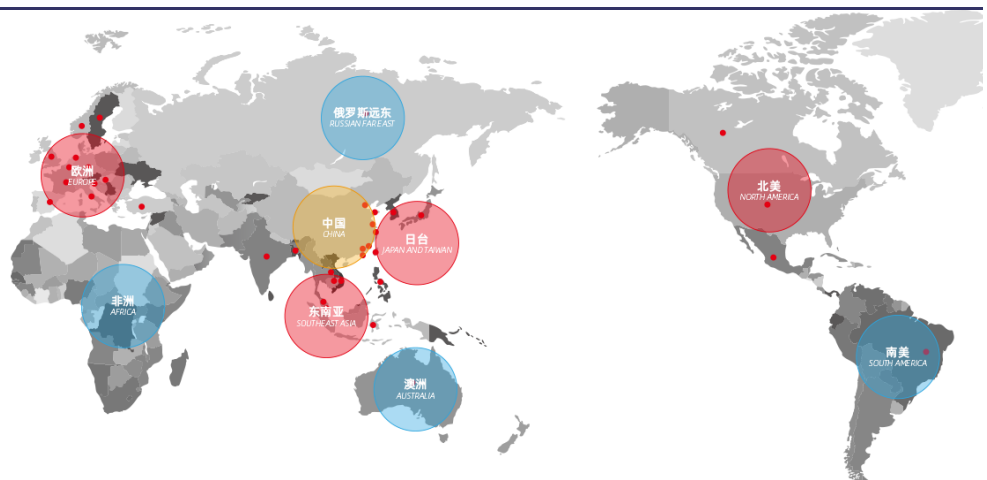 俄罗斯远东
RUSSIAN FAR EAST
欧洲
EUROPE
中国
CHINA
日台
JAPAN AND TAIWAN
北美
NORTH AMERICA
非洲
AFRICA
东南亚
SOUTHEAST ASIA
澳洲
AUSTRALIA
南美
SOUTH AMERICA